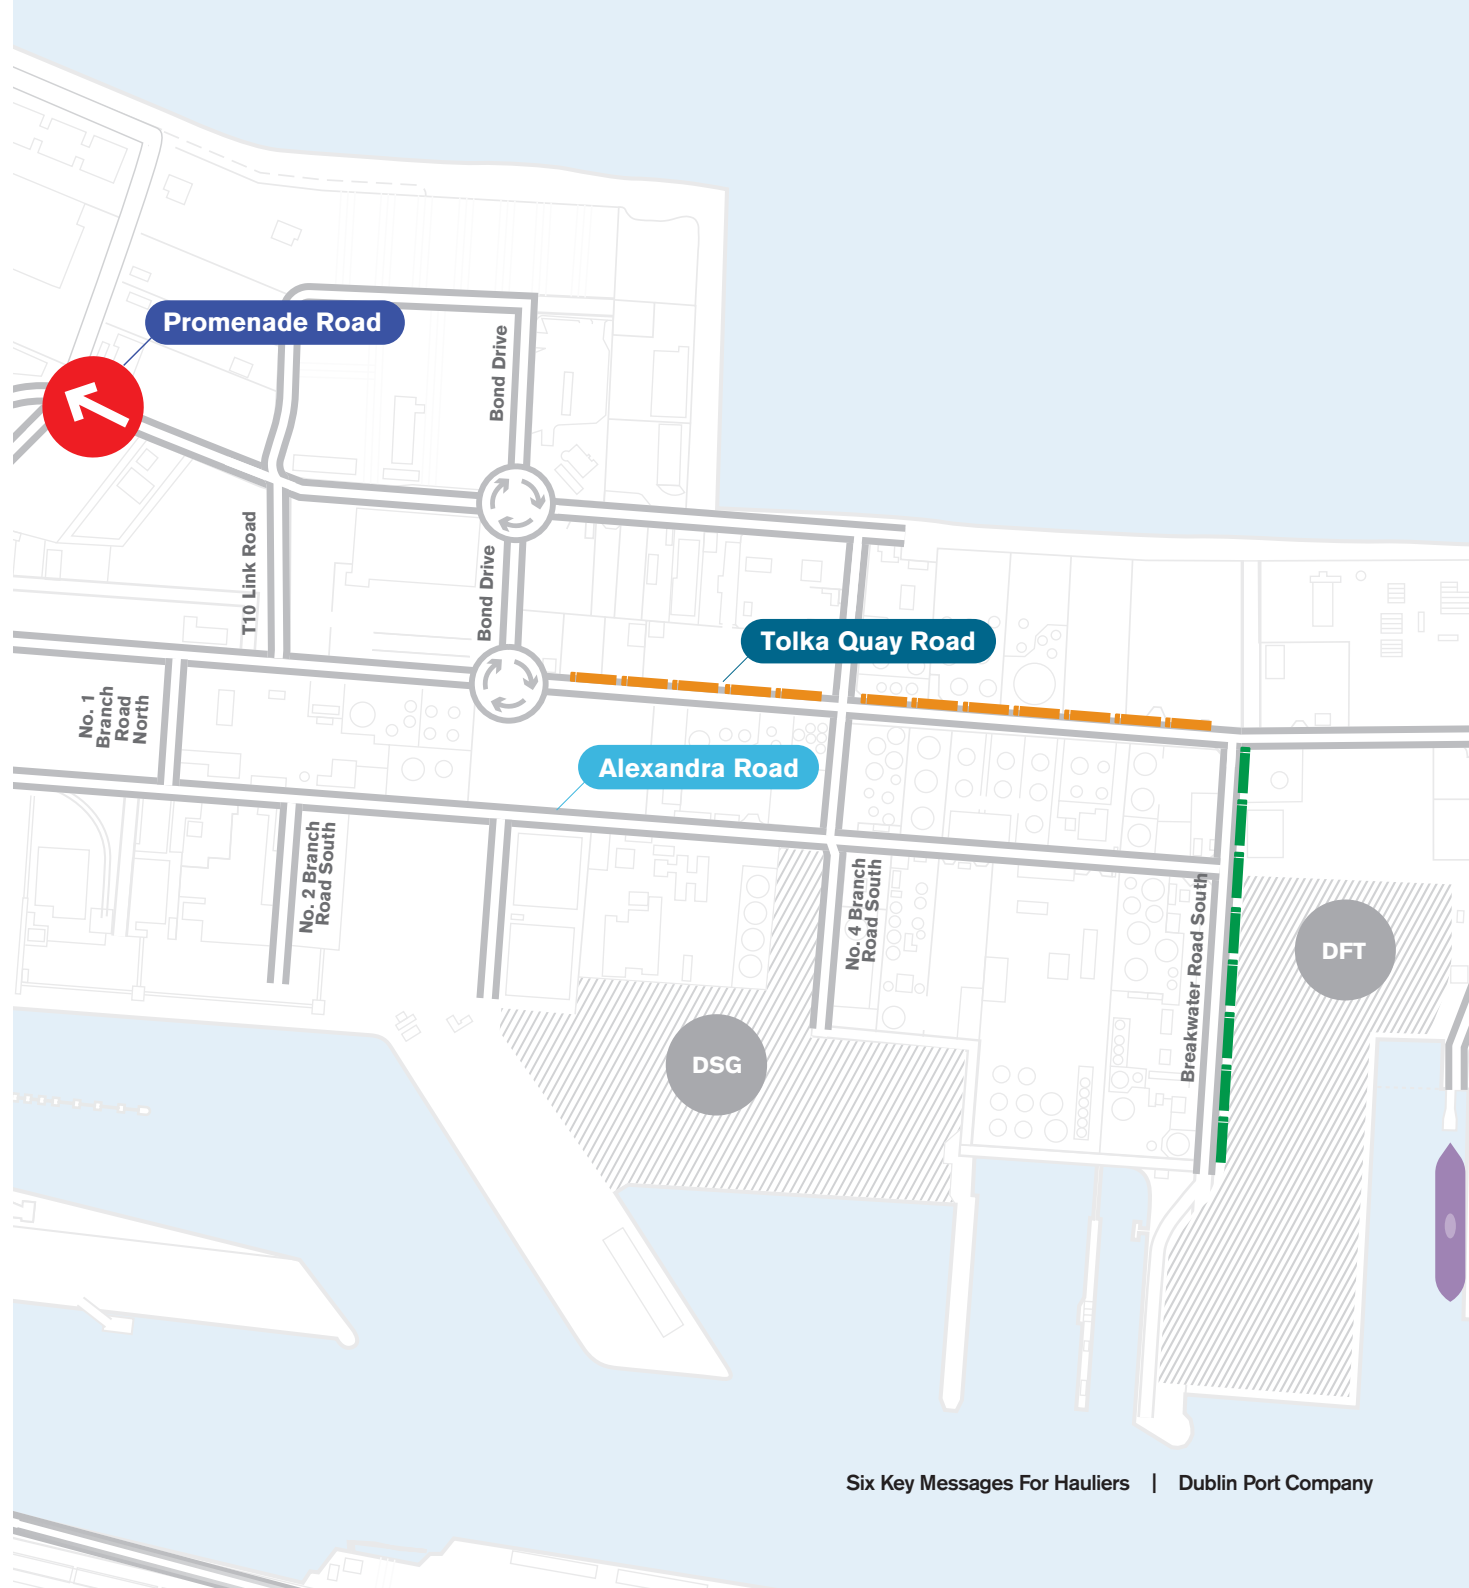 Promenade Road
Bond Drive
T10 Link Road
Bond Drive
Tolka Quay Road
No. 1
Branch
Road
North
Alexandra Road
No. 2 Branch
Road South
No. 4 Branch
Road South
Breakwater Road South
DFT
DSG
Six Key Messages For Hauliers | Dublin Port Company